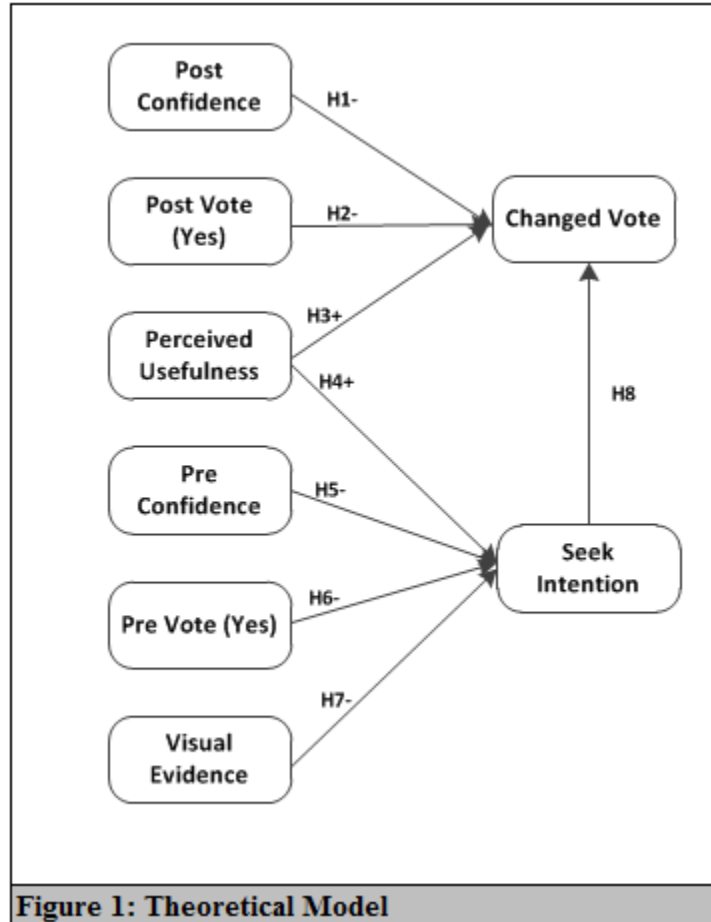 Post
Confidence
H1-
Post Vote
(Yes)
H2-
Changed Vote
H3+
Perceived
Usefulness
H4+
H8
Pre
Confidence
H5-
Seek
Intention
Pre Vote (Yes)
H6-
H7-
Visual
Evidence
Figure 1: Theoretical Model